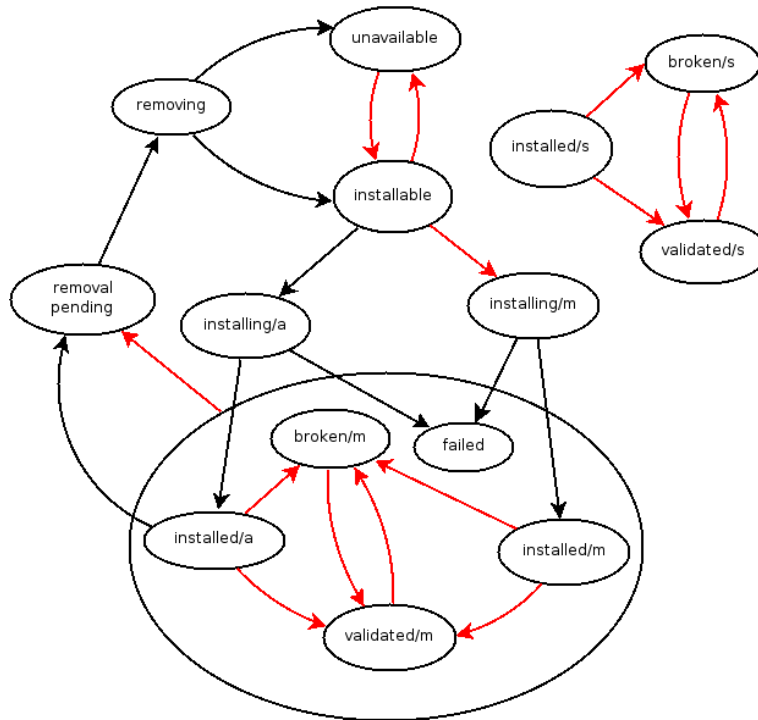 unavailable
broken/s
removing
installed/s
installable
validated/s
removal
pending
installing/m
installing/a
broken/m
failed
installed/a
installed/m
validated/m